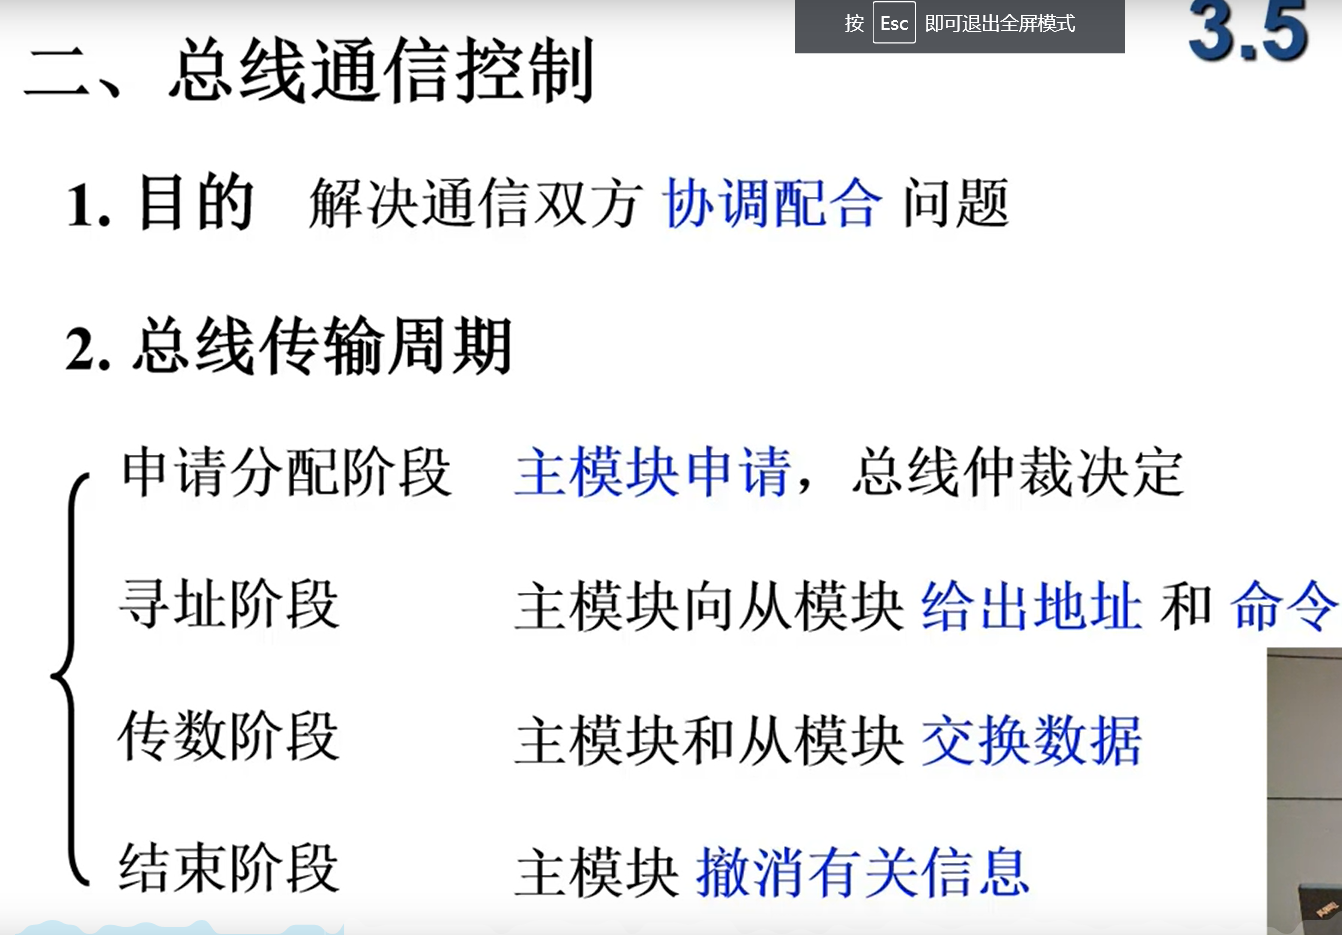 按 Esc 即可退出全屏模式
3.5
二、总线通信控制
1. 目的 解决通信双方 协调配合 问题
2. 总线传输周期
申请分配阶段 主模块申请，总线仲裁决定
寻址阶段 主模块向从模块 给出地址 和 命令
传数阶段 主模块和从模块 交换数据
结束阶段 主模块 撤消有关信息